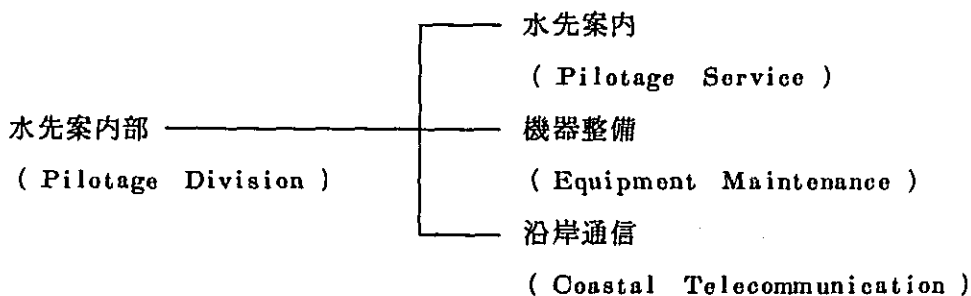 水先案内
( Pilotage Service )
水先案内部
( Pilotage Division )
機器整備
( Equipment Maintenance )
沿岸通信
( Coastal Telecommunication )